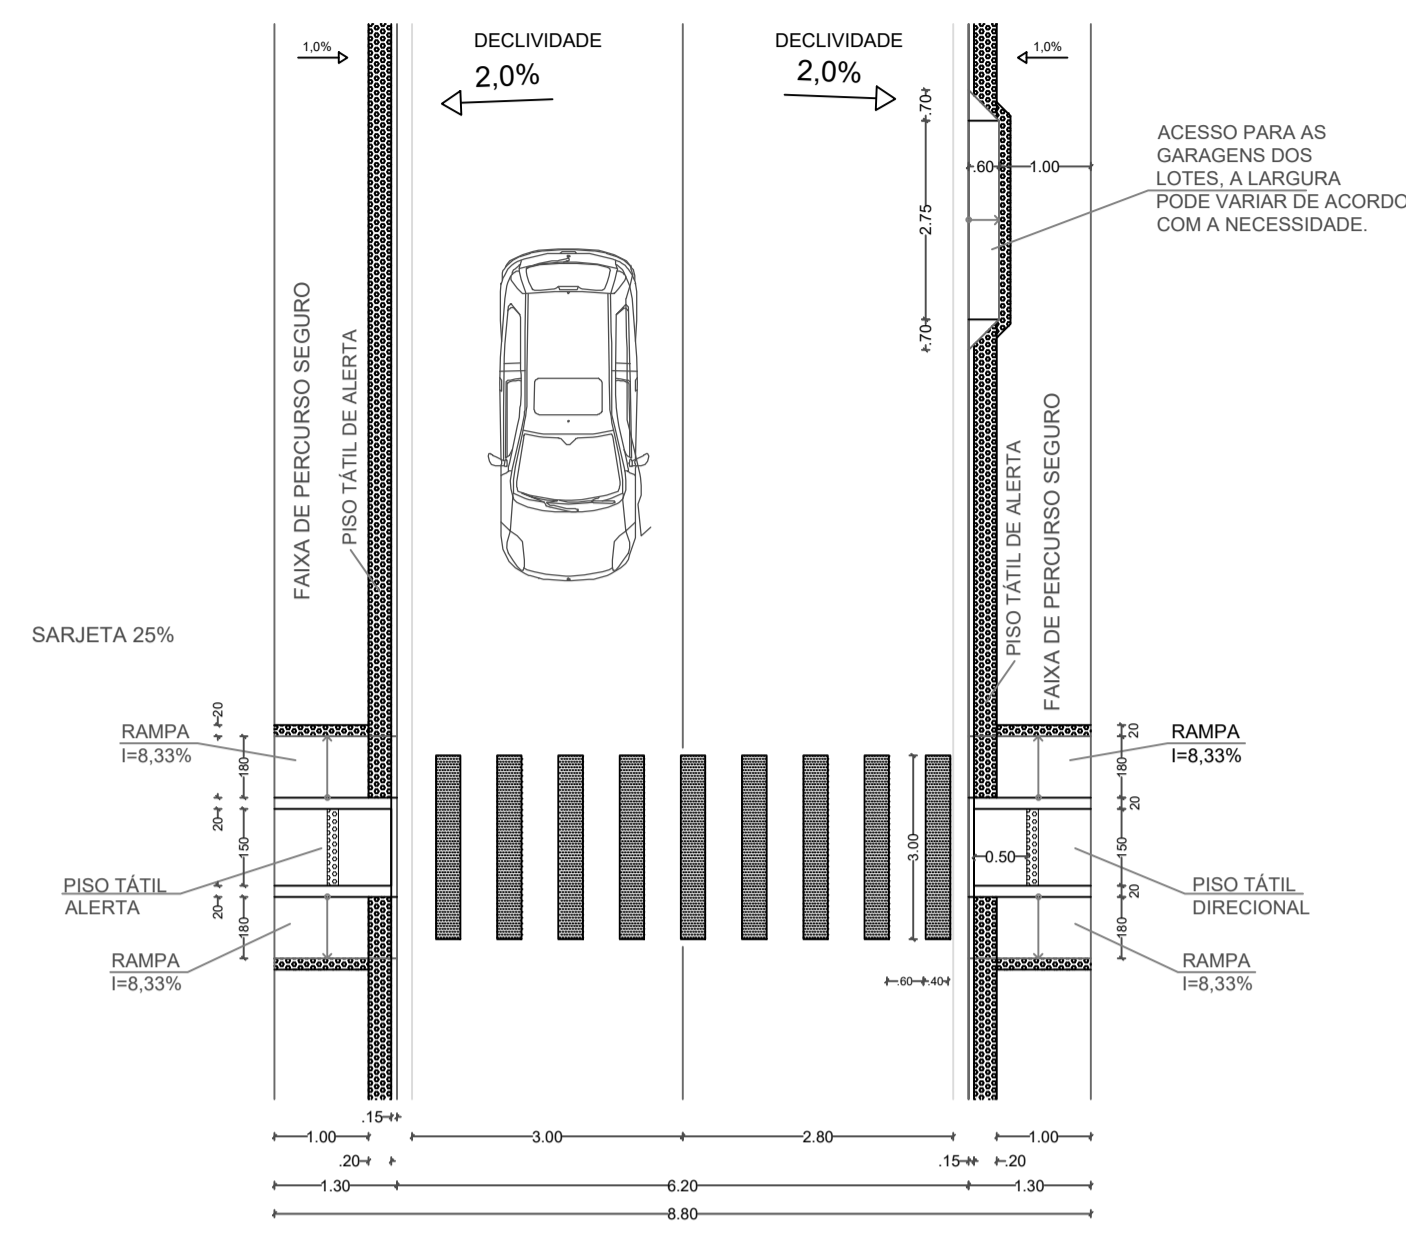 1,0%
DECLIVIDADE
2,0%
DECLIVIDADE
2,0%
1,0%
.70
.60
1.00
2.75
.70
ACESSO PARA AS
GARAGENS DOS
LOTES, A LARGURA
PODE VARIAR DE ACORDO
COM A NECESSIDADE.
FAIXA DE PERCURSO SEGURO
PISO TÁTIL DE ALERTA
PISO TÁTIL DE ALERTA
FAIXA DE PERCURSO SEGURO
SARJETA 25%
20
RAMPA
I=8,33%
180
20
150
20
180
PISO TÁTIL
ALERTA
RAMPA
I=8,33%
3.00
0.50
.60
.40
20
180
20
150
20
180
RAMPA
I=8,33%
PISO TÁTIL
DIRECIONAL
RAMPA
I=8,33%
.15
1.00
3.00
2.80
1.00
.20
.15
.20
1.30
6.20
1.30
8.80